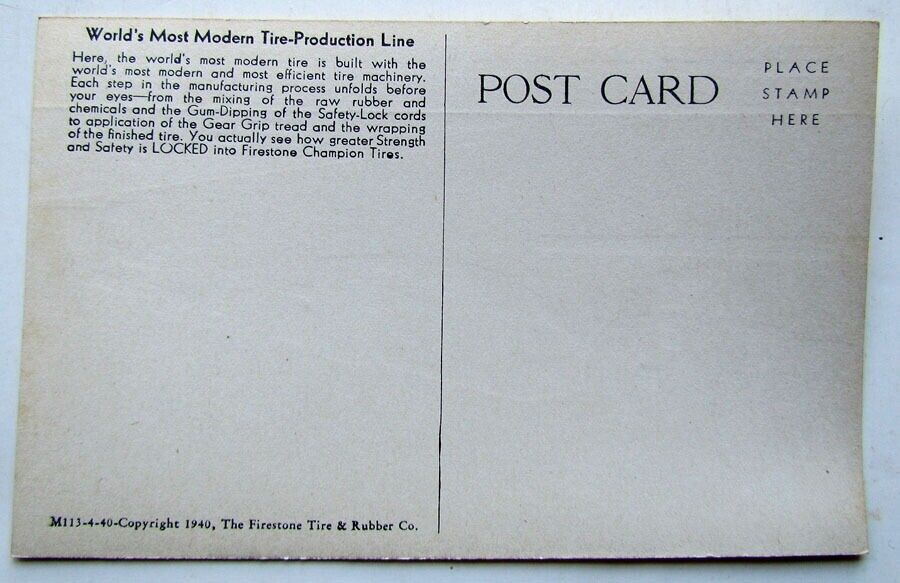 World's Most Modern Tire-Production Line
Here, the world's most modern tire is built with the
world's most modern and most efficient tire machinery.
Each step in the manufacturing process unfolds before
your eyes—from the mixing of the raw rubber and
chemicals and the Gum-Dipping of the Safety-Lock cords
to application of the Gear Grip tread and the wrapping
of the finished tire. You actually see how greater Strength
and Safety is LOCKED into Firestone Champion Tires.
M113-4-40-Copyright 1940, The Firestone Tire & Rubber Co.
POST CARD
PLACE
STAMP
HERE